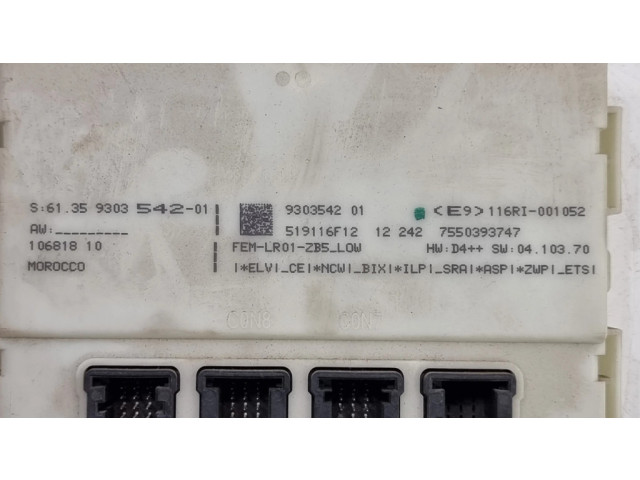 S:61.35 9303 542-01
AW:_________
106818 10
MOROCCO
9303542 01
519116F12 12 242 7550393747
FEM-LR01-ZB5_LOW
<E9>116RI-001052
HW:D4++ SW:04.103.70
|*ELV|_CE|*NCW|_BIX|*ILP|_SRA|*ASP|*ZWP|_ETS|